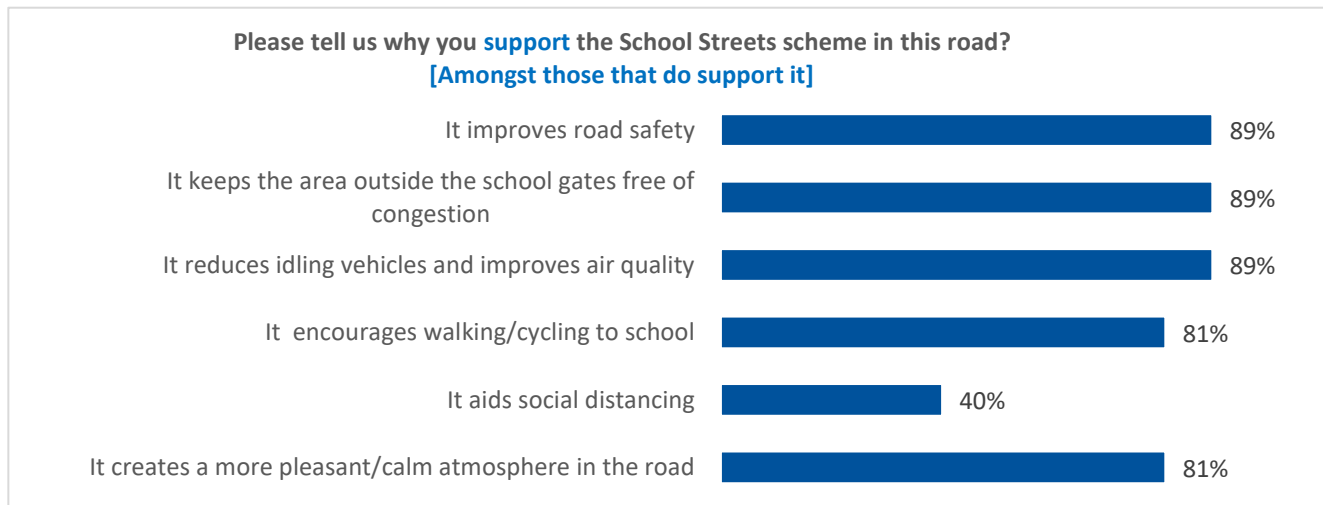 Please tell us why you support the School Streets scheme in this road?
[Amongst those that do support it]
It improves road safety 89%
It keeps the area outside the school gates free of
congestion 89%
It reduces idling vehicles and improves air quality 89%
It  encourages walking/cycling to school 81%
It aids social distancing 40%
It creates a more pleasant/calm atmosphere in the road 81%